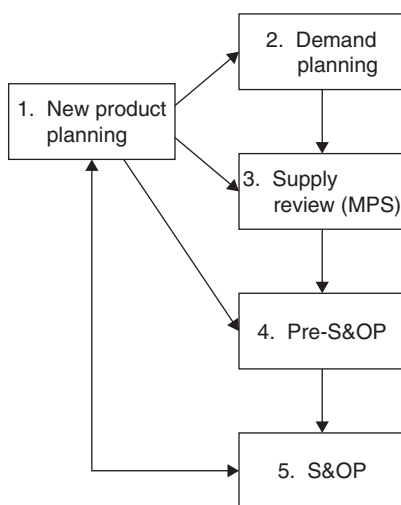 1. New product
planning
2. Demand
planning
3. Supply
review (MPS)
4. Pre-S&OP
5. S&OP